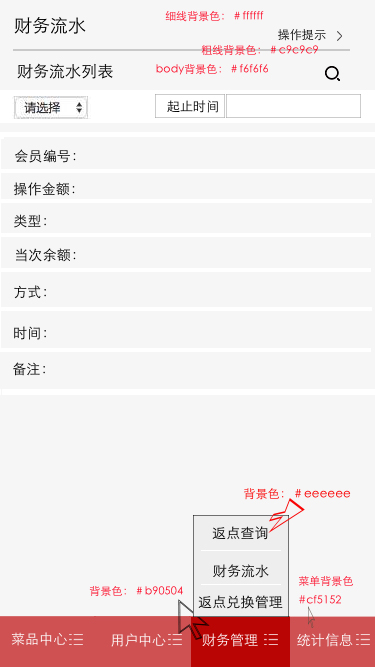 细线背景色：＃ffffff
财务流水
操作提示
粗线背景色：＃c9c9c9
财务流水列表
body背景色：＃f6f6f6
请选择
起止时间
会员编号：
操作金额：
类型：
当次余额：
方式：
时间：
备注：
背景色：＃eeeeee
返点查询
财务流水
返点兑换管理
背景色：＃b90504
菜单背景色
#cf5152
菜品中心
用户中心
财务管理
统计信息